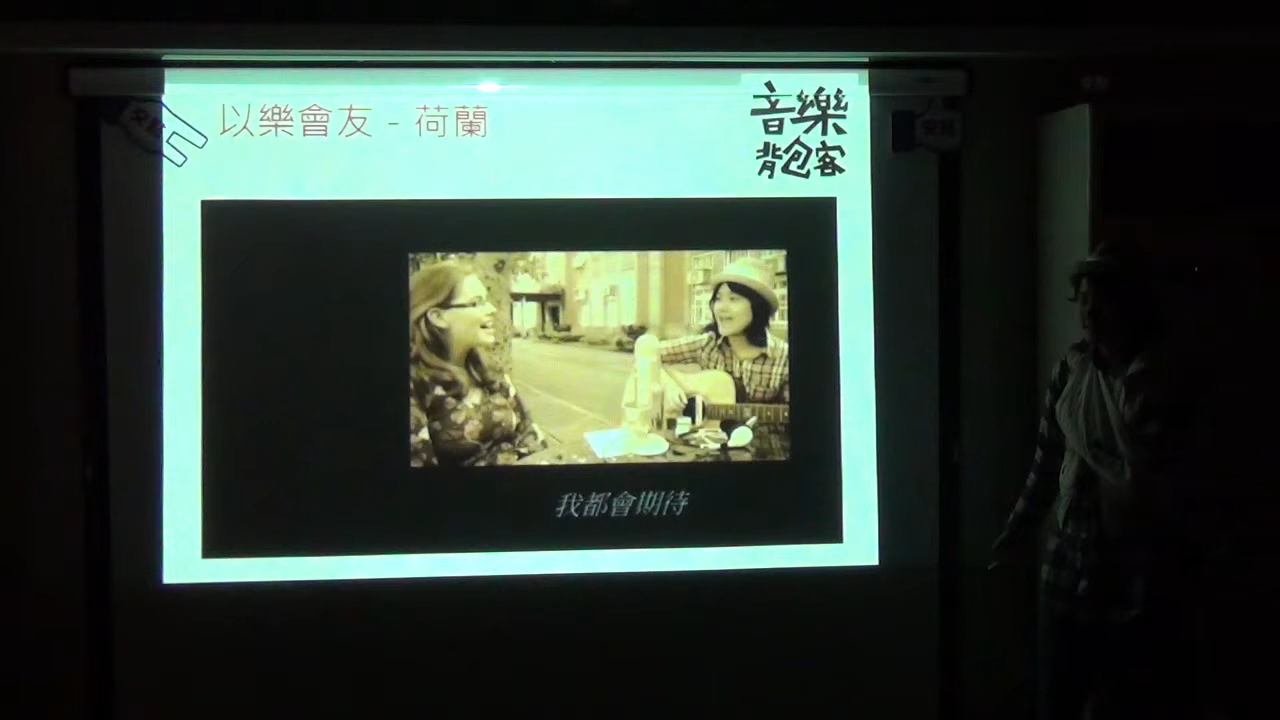 以樂會友 - 荷蘭
音樂
背包客
我都會期待